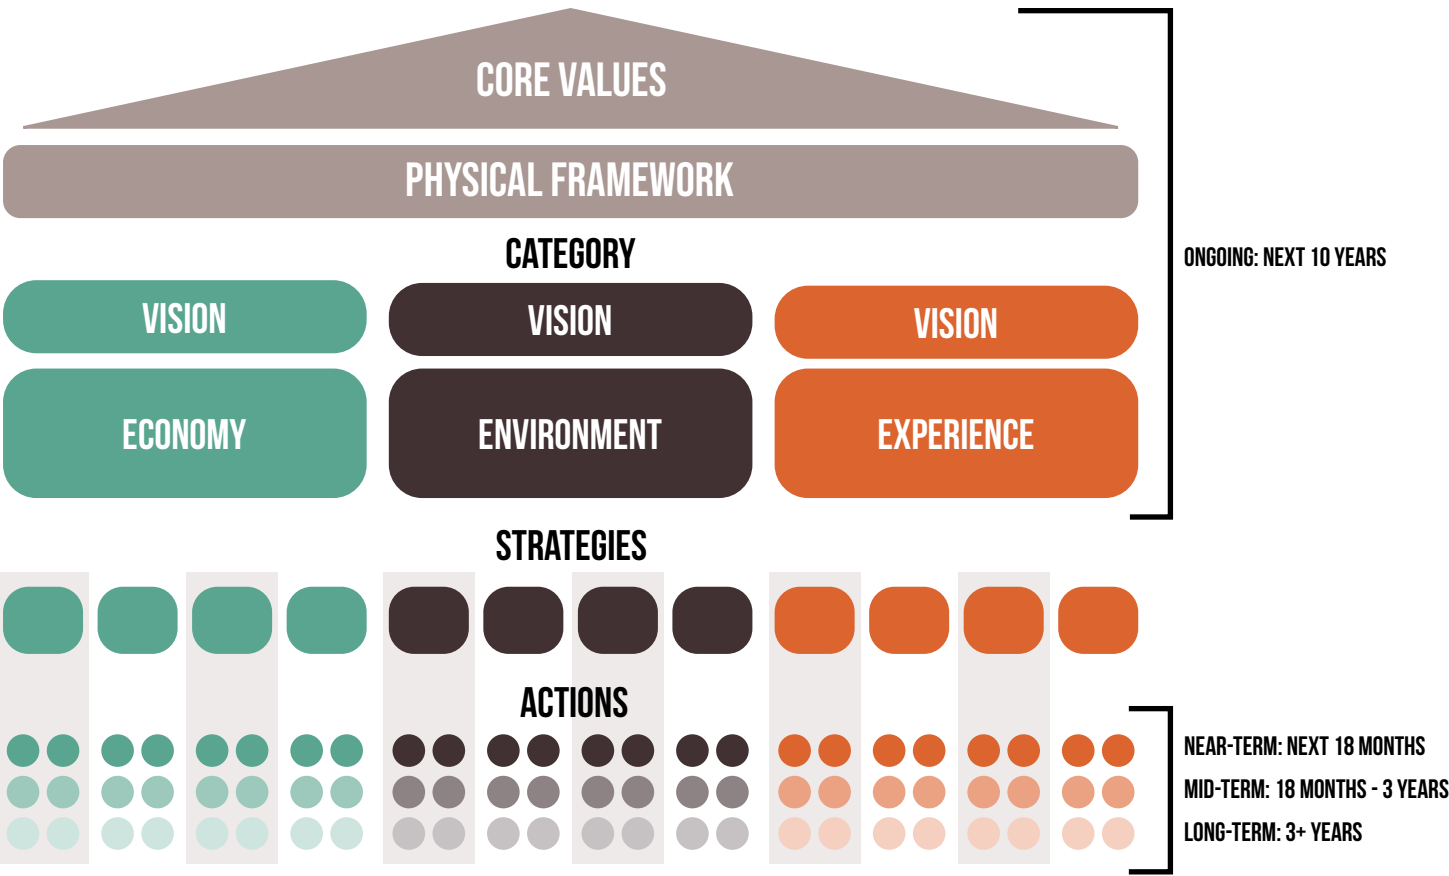 CORE VALUES
PHYSICAL FRAMEWORK
CATEGORY
VISION
VISION
VISION
ECONOMY
ENVIRONMENT
EXPERIENCE
ONGOING: NEXT 10 YEARS
STRATEGIES
ACTIONS
NEAR-TERM: NEXT 18 MONTHS
MID-TERM: 18 MONTHS - 3 YEARS
LONG-TERM: 3+ YEARS